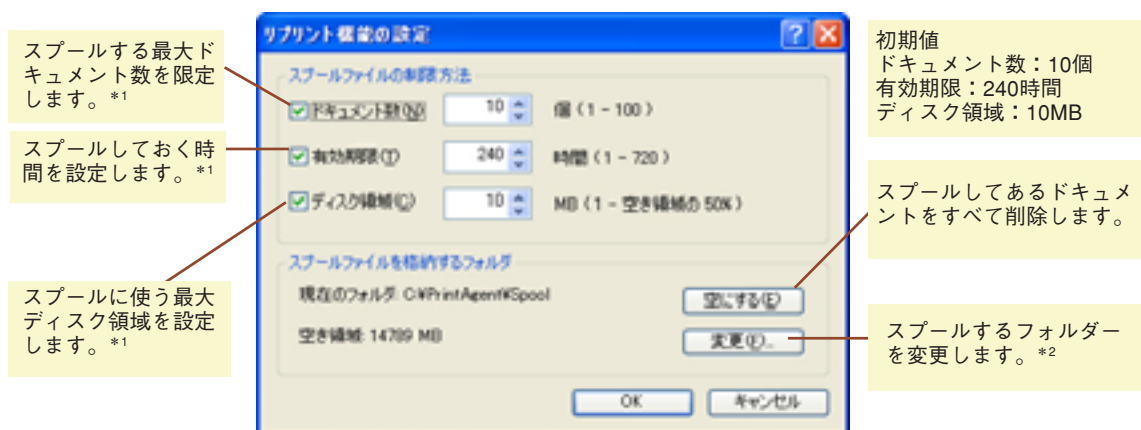 スプールする最大ド
キュメント数を限定
します。*1
スプールしておく時
間を設定します。*1
スプールに使う最大
ディスク領域を設定
します。*1
リプリント機能の設定
スプールファイルの制限方法
ドキュメント数(N)
10
個 (1 - 100)
有効期限(T)
240
時間 (1 - 720)
ディスク領域(C)
10
MB (1 - 空き領域の 50%)
スプールファイルを格納するフォルダ
現在のフォルダ: C:¥PrintAgent¥Spool
空にする(E)
空き領域: 14789 MB
変更(F)...
OK
キャンセル
初期値
ドキュメント数：10個
有効期限：240時間
ディスク領域：10MB
スプールしてあるドキュメ
ントをすべて削除します。
スプールするフォルダー
を変更します。*2